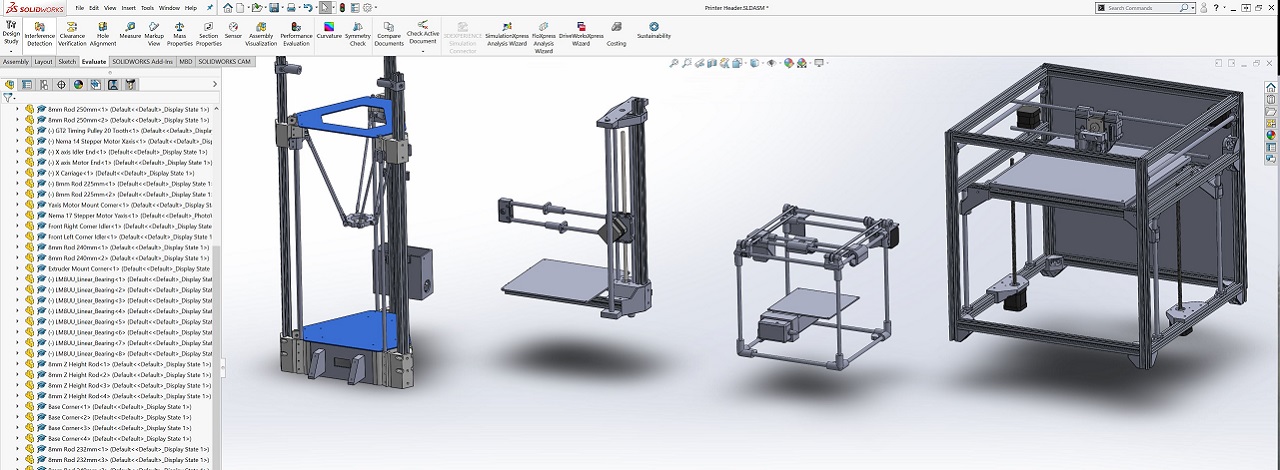 SOLIDWORKS File Edit View Insert Tools Window Help
Printer Header.SLDASM *
Search Commands
Design Study
Interference Detection
Clearance Verification
Hole Alignment
Measure
Markup View
Mass Properties
Section Properties
Sensor
Assembly Visualization
Performance Evaluation
Curvature
Symmetry Check
Compare Documents
Check Active Document
3DEXPERIENCE Simulation Connector
SimulationXpress Analysis Wizard
FloXpress Analysis Wizard
DriveWorksXpress Wizard
Costing
Sustainability
Assembly Layout Sketch Evaluate SOLIDWORKS Add-Ins MBD SOLIDWORKS CAM
8mm Rod 250mm<1> (Default<<Default>_Display State 1>)
8mm Rod 250mm<2> (Default<<Default>_Display State 1>)
(-) GT2 Timing Pulley 20 Tooth<1> (Default<<Default>_Displa
(-) Nema 14 Stepper Motor Xaxis<1> (Default<<Default>_Disp
(-) X axis Idler End<1> (Default<<Default>_Display State 1>)
(-) X axis Motor End<1> (Default<<Default>_Display State 1>)
(-) X Carriage<1> (Default<<Default>_Display State 1>)
(-) 8mm Rod 225mm<1> (Default<<Default>_Display State 1
(-) 8mm Rod 225mm<2> (Default<<Default>_Display State 1
Yaxis Motor Mount Corner<1> (Default<<Default>_Display St
Nema 17 Stepper Motor Yaxis<1> (Default<<Default>_Photo
Front Right Corner Idler<1> (Default<<Default>_Display State
Front Left Corner Idler<1> (Default<<Default>_Display State 1
8mm Rod 240mm<1> (Default<<Default>_Display State 1>)
8mm Rod 240mm<2> (Default<<Default>_Display State 1>)
Extruder Mount Corner<1> (Default<<Default>_Display State
(-) LM8UU_Linear_Bearing<1> (Default<<Default>_Display Stat
(-) LM8UU_Linear_Bearing<2> (Default<<Default>_Display Stat
(-) LM8UU_Linear_Bearing<3> (Default<<Default>_Display Stat
(-) LM8UU_Linear_Bearing<4> (Default<<Default>_Display Stat
(-) LM8UU_Linear_Bearing<5> (Default<<Default>_Display Stat
(-) LM8UU_Linear_Bearing<6> (Default<<Default>_Display Stat
(-) LM8UU_Linear_Bearing<7> (Default<<Default>_Display Stat
(-) LM8UU_Linear_Bearing<8> (Default<<Default>_Display Stat
8mm Z Height Rod<1> (Default<<Default>_Display State 1>)
8mm Z Height Rod<2> (Default<<Default>_Display State 1>)
8mm Z Height Rod<3> (Default<<Default>_Display State 1>)
8mm Z Height Rod<4> (Default<<Default>_Display State 1>)
Base Corner<1> (Default<<Default>_Display State 1>)
Base Corner<2> (Default<<Default>_Display State 1>)
Base Corner<3> (Default<<Default>_Display State 1>)
Base Corner<4> (Default<<Default>_Display State 1>)
8mm Rod 232mm<1> (Default<<Default>_Display State 1>)
8mm Rod 232mm<3> (Default<<Default>_Display State 1>)